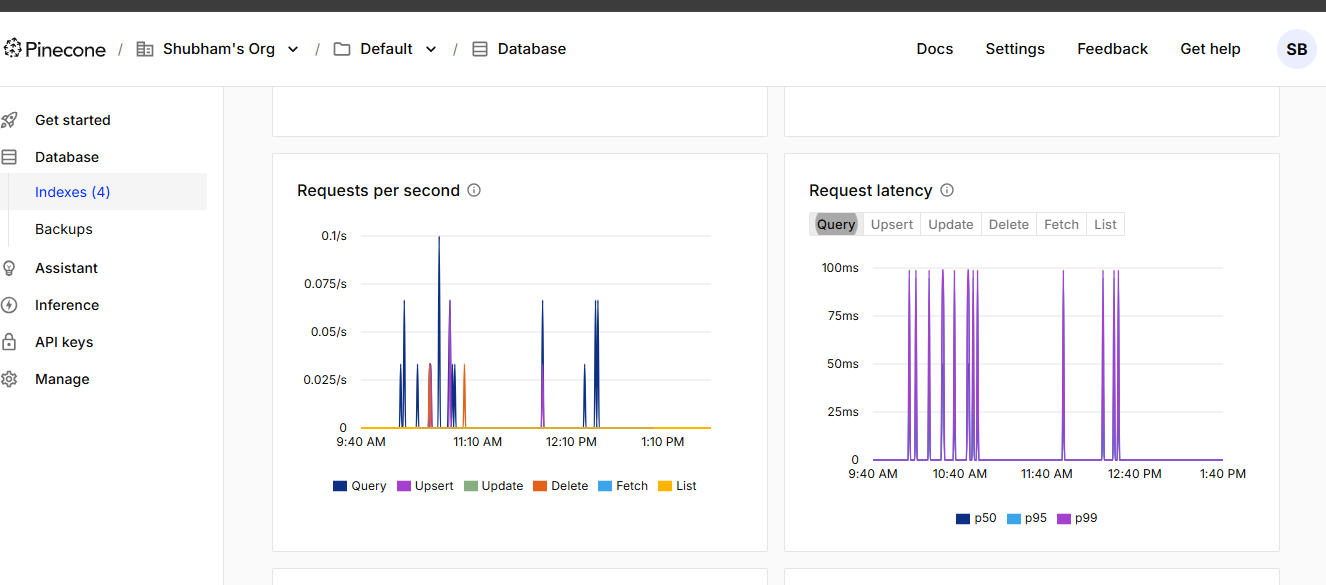 Pinecone / Shubham's Org / Default / Database Docs Settings Feedback Get help SB
Get started
Database
Indexes (4)
Backups
Assistant
Inference
API keys
Manage
Requests per second
0.1/s
0.075/s
0.05/s
0.025/s
0
9:40 AM 11:10 AM 12:10 PM 1:10 PM
Query Upsert Update Delete Fetch List
Request latency
Query Upsert Update Delete Fetch List
100ms
75ms
50ms
25ms
0
9:40 AM 10:40 AM 11:40 AM 12:40 PM 1:40 PM
p50 p95 p99